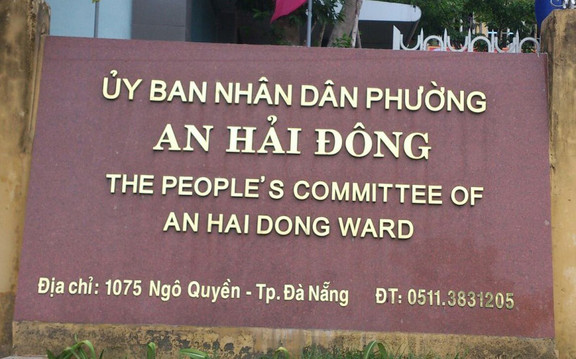 ỦY BAN NHÂN DÂN PHƯỜNG
AN HẢI ĐÔNG
THE PEOPLE'S COMMITTEE OF
AN HAI DONG WARD
Địa chỉ: 1075 Ngô Quyền - Tp. Đà Nẵng ĐT: 0511.3831205